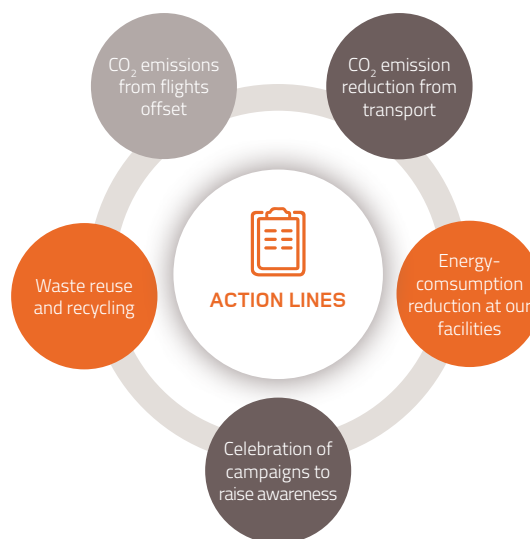 CO₂ emissions
from flights
offset
CO₂ emission
reduction from
transport
Waste reuse
and recycling
ACTION LINES
Energy-
comsumption
reduction at our
facilities
Celebration of
campaigns to
raise awareness